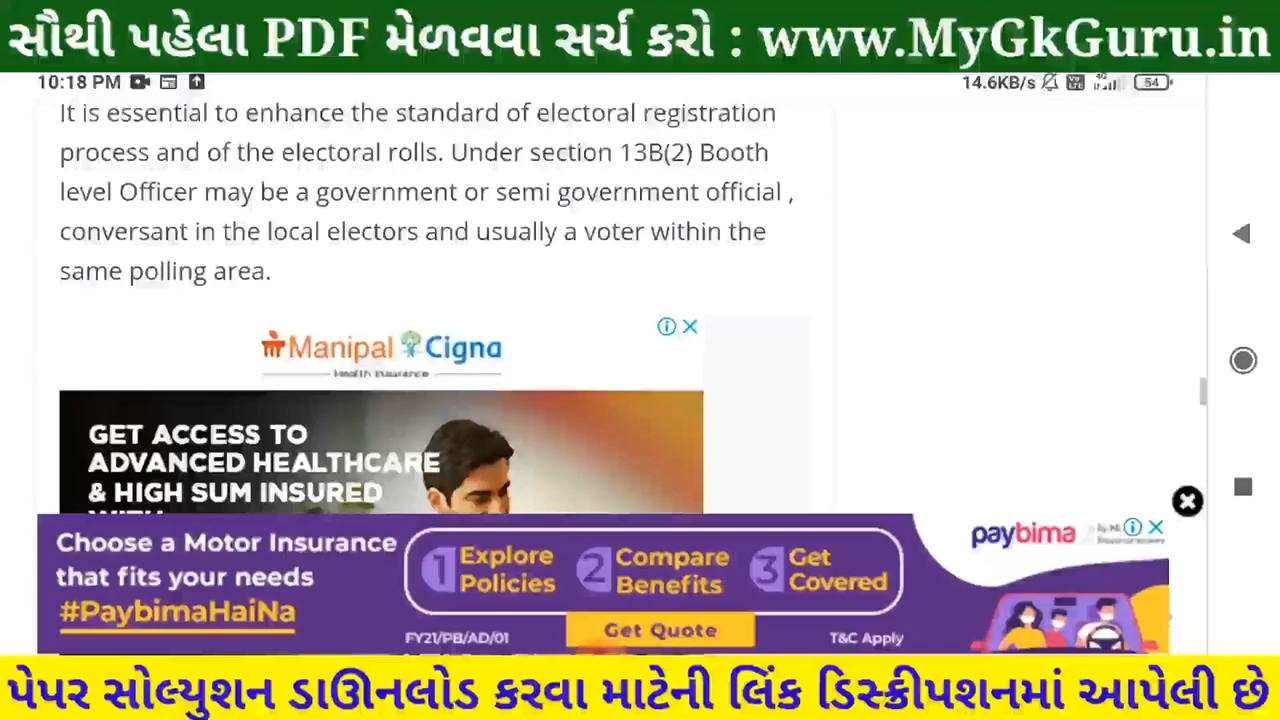 સૌથી પહેલા PDF મેળવવા સર્ચ કરો : www.MyGkGuru.in
10:18 PM
14.6KB/s
4G
54
It is essential to enhance the standard of electoral registration
process and of the electoral rolls. Under section 13B(2) Booth
level Officer may be a government or semi government official ,
conversant in the local electors and usually a voter within the
same polling area.
Manipal Cigna
Health Insurance
GET ACCESS TO
ADVANCED HEALTHCARE
& HIGH SUM INSURED
WITH
Choose a Motor Insurance
that fits your needs
#PaybimaHaiNa
1 Explore Policies
2 Compare Benefits
3 Get Covered
FY21/PB/AD/01
Get Quote
T&C Apply
paybima
પેપર સોલ્યુશન ડાઊનલોડ કરવા માટેની લિંક ડિસ્ક્રીપશનમાં આપેલી છે